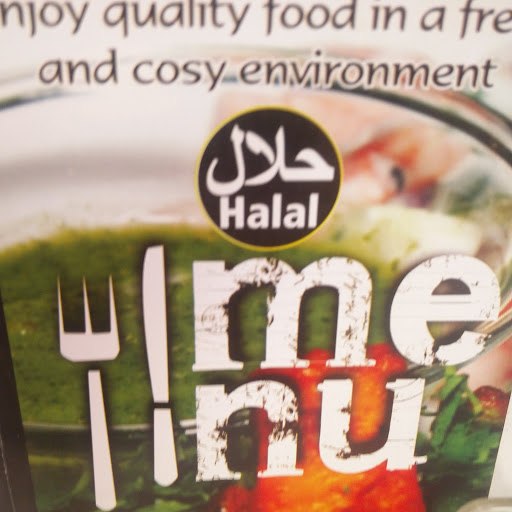 njoy quality food in a fre
and cosy environment
حلال
Halal
me
nu